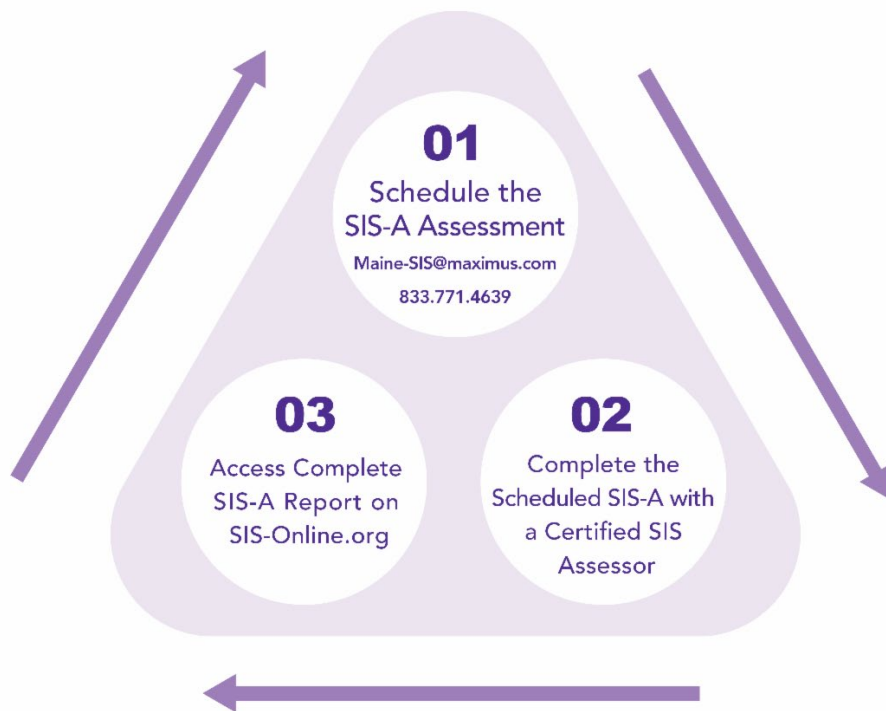 01
Schedule the
SIS-A Assessment
Maine-SIS@maximus.com
833.771.4639
02
Complete the
Scheduled SIS-A with
a Certified SIS
Assessor
03
Access Complete
SIS-A Report on
SIS-Online.org